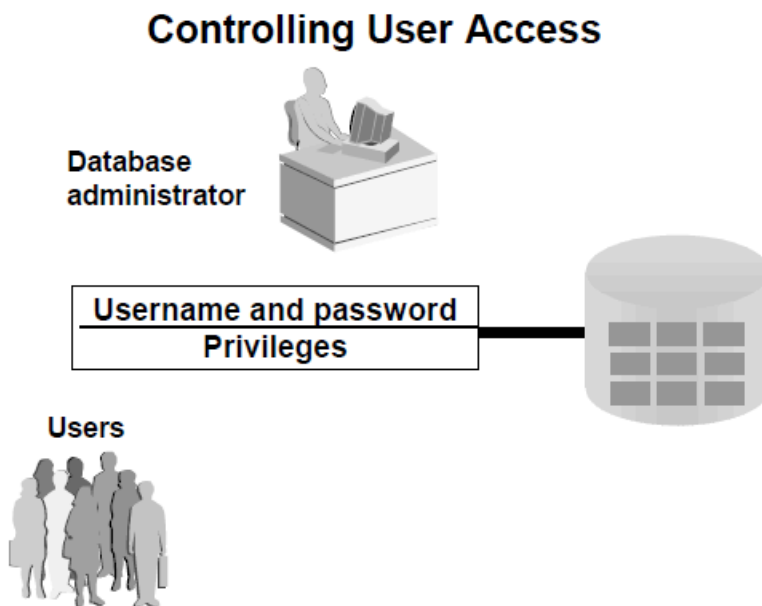 Controlling User Access
Database
administrator
Username and password
Privileges
Users